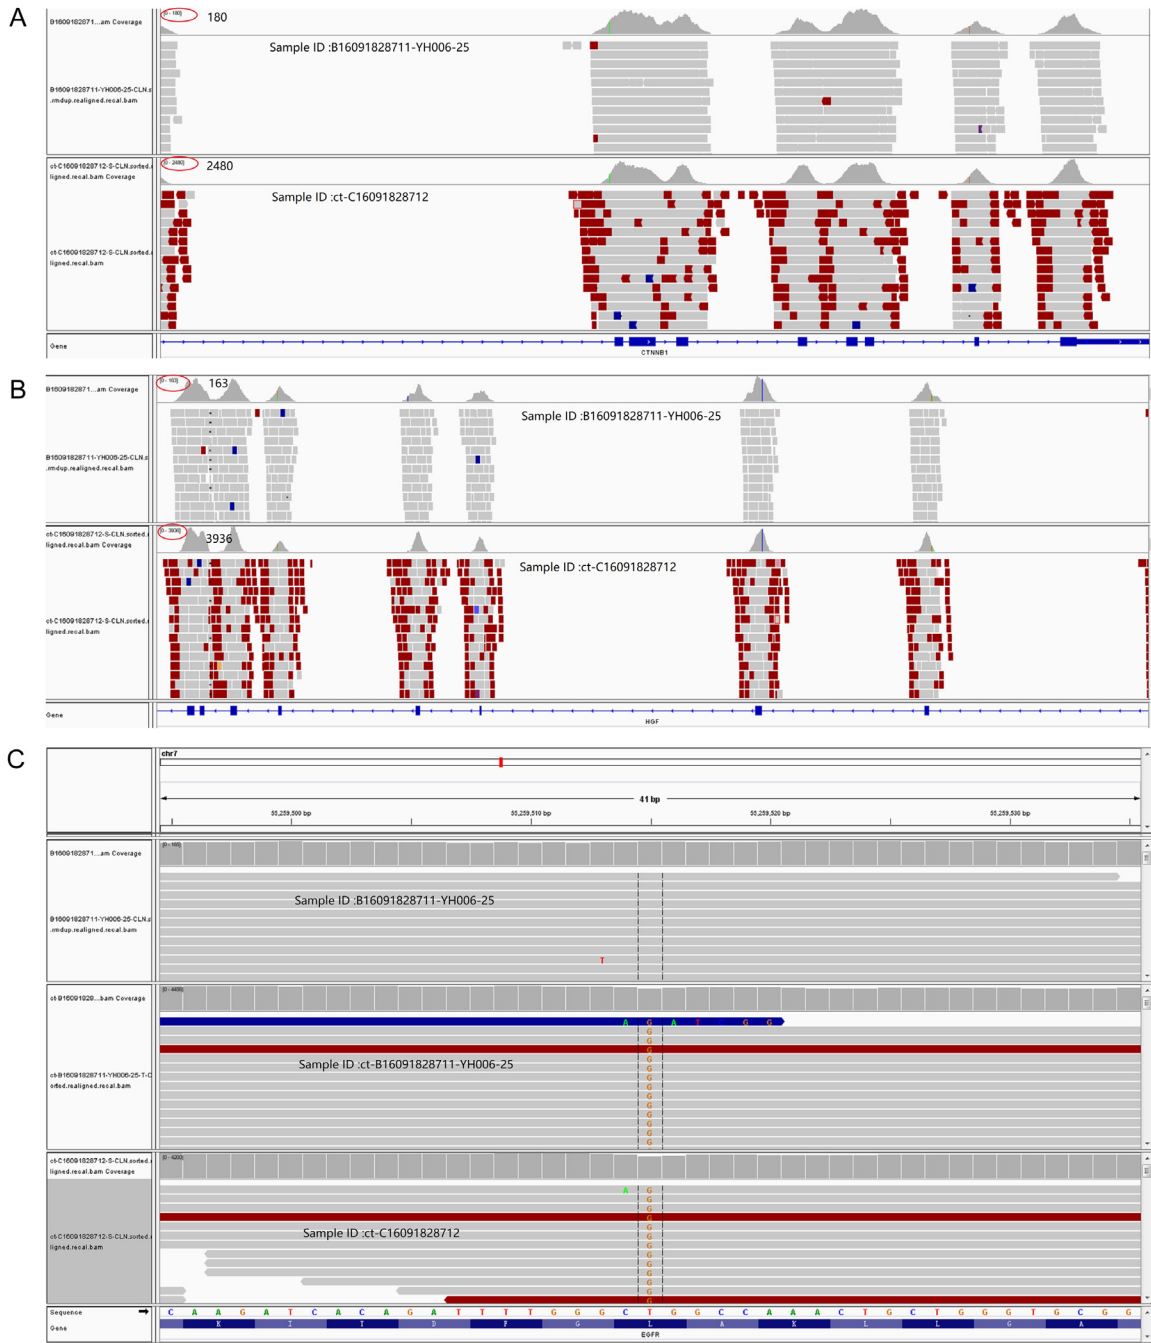 A
B1609182871...am Coverage
[0 - 180]
180
Sample ID :B16091828711-YH006-25
B16091828711-YH006-25-CLN.s
.rmdup.realigned.recal.bam
ct-C16091828712-S-CLN.sorted.r
ligned.recal.bam Coverage
[0 - 2480]
2480
Sample ID :ct-C16091828712
ct-C16091828712-S-CLN.sorted.r
ligned.recal.bam
Gene
CTNNB1
B
B1609182871...am Coverage
[0 - 163]
163
Sample ID :B16091828711-YH006-25
B16091828711-YH006-25-CLN.s
.rmdup.realigned.recal.bam
ct-C16091828712-S-CLN.sorted.r
ligned.recal.bam Coverage
[0 - 3936]
3936
Sample ID :ct-C16091828712
ct-C16091828712-S-CLN.sorted.r
ligned.recal.bam
Gene
HGF
C
chr7
41 bp
55,259,500 bp 55,259,510 bp 55,259,520 bp 55,259,530 bp
B1609182871...am Coverage
Sample ID :B16091828711-YH006-25
B16091828711-YH006-25-CLN.s
.rmdup.realigned.recal.bam
T
ct-B16091828...bam Coverage
A G A T G G
G
G
G
Sample ID :ct-B16091828711-YH006-25
G
G
ct-B16091828711-YH006-25-T-C
orted.realigned.recal.bam
G
G
G
G
G
G
G
G
ct-C16091828712-S-CLN.sorted.r
ligned.recal.bam Coverage
[0 - 4200]
A G
G
G
G
G
Sample ID :ct-C16091828712
ct-C16091828712-S-CLN.sorted.r
ligned.recal.bam
G
G
G
G
G
G
G
G
Sequence
C A A G A T C A C A G A T T T T G G G C T G G C C A A A C T G C T G G G T G C G G
Gene
K I T D F G L A K L L G A
EGFR